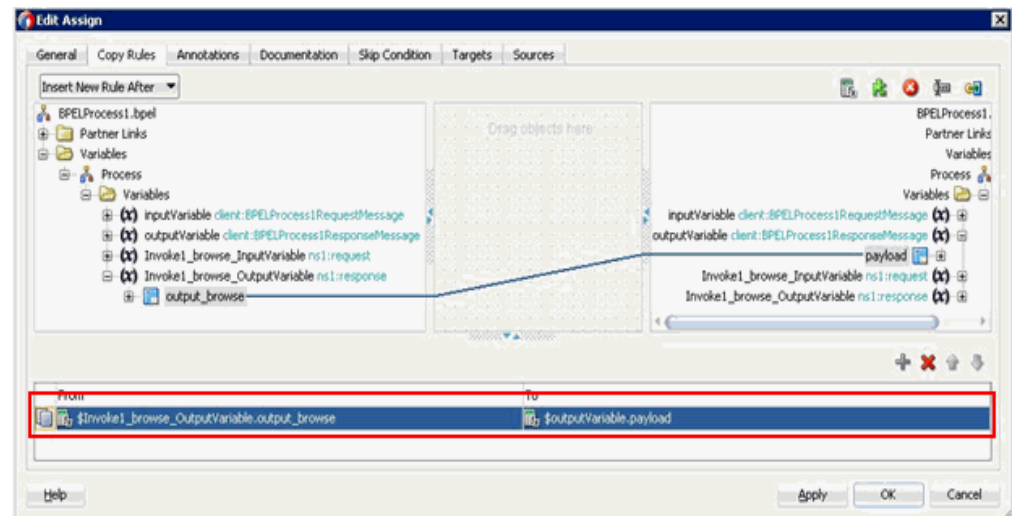 Edit Assign
General Copy Rules Annotations Documentation Skip Condition Targets Sources
Insert New Rule After
BPELProcess1.bpel
Partner Links
Variables
Process
Variables
(x) inputVariable client:BPELProcess1RequestMessage
(x) outputVariable client:BPELProcess1ResponseMessage
(x) Invoke1_browse_InputVariable ns1:request
(x) Invoke1_browse_OutputVariable ns1:response
output_browse
Drag objects here
BPELProcess1.
Partner Links
Variables
Process
Variables
inputVariable client:BPELProcess1RequestMessage (x)
outputVariable client:BPELProcess1ResponseMessage (x)
payload
Invoke1_browse_InputVariable ns1:request (x)
Invoke1_browse_OutputVariable ns1:response (x)
From To
$Invoke1_browse_OutputVariable.output_browse $outputVariable.payload
Help Apply OK Cancel